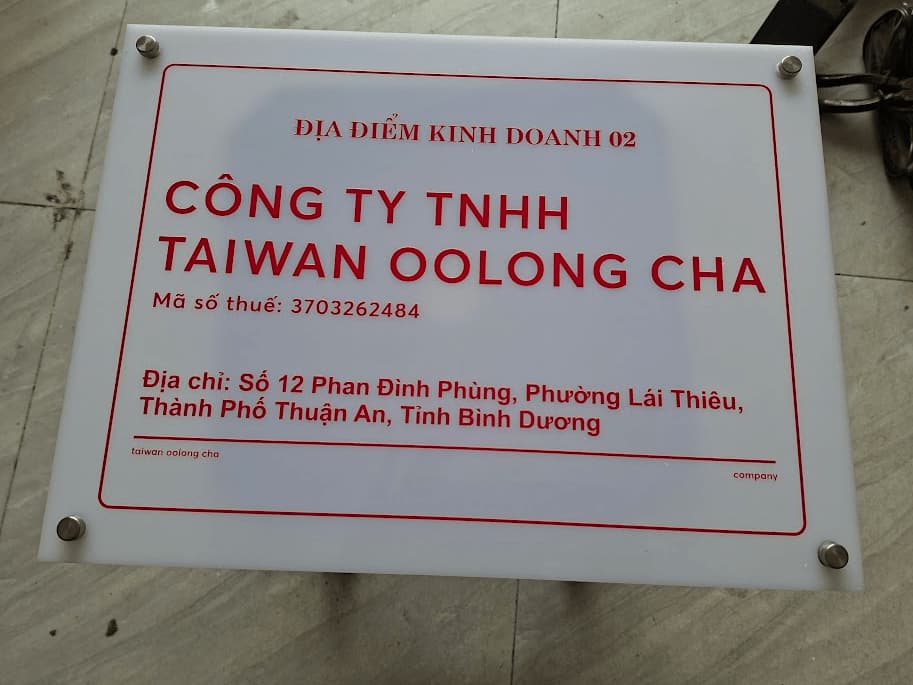 ĐỊA ĐIỂM KINH DOANH 02
CÔNG TY TNHH
TAIWAN OOLONG CHA
Mã số thuế: 3703262484
Địa chỉ: Số 12 Phan Đình Phùng, Phường Lái Thiêu,
Thành Phố Thuận An, Tỉnh Bình Dương
taiwan oolong cha
company